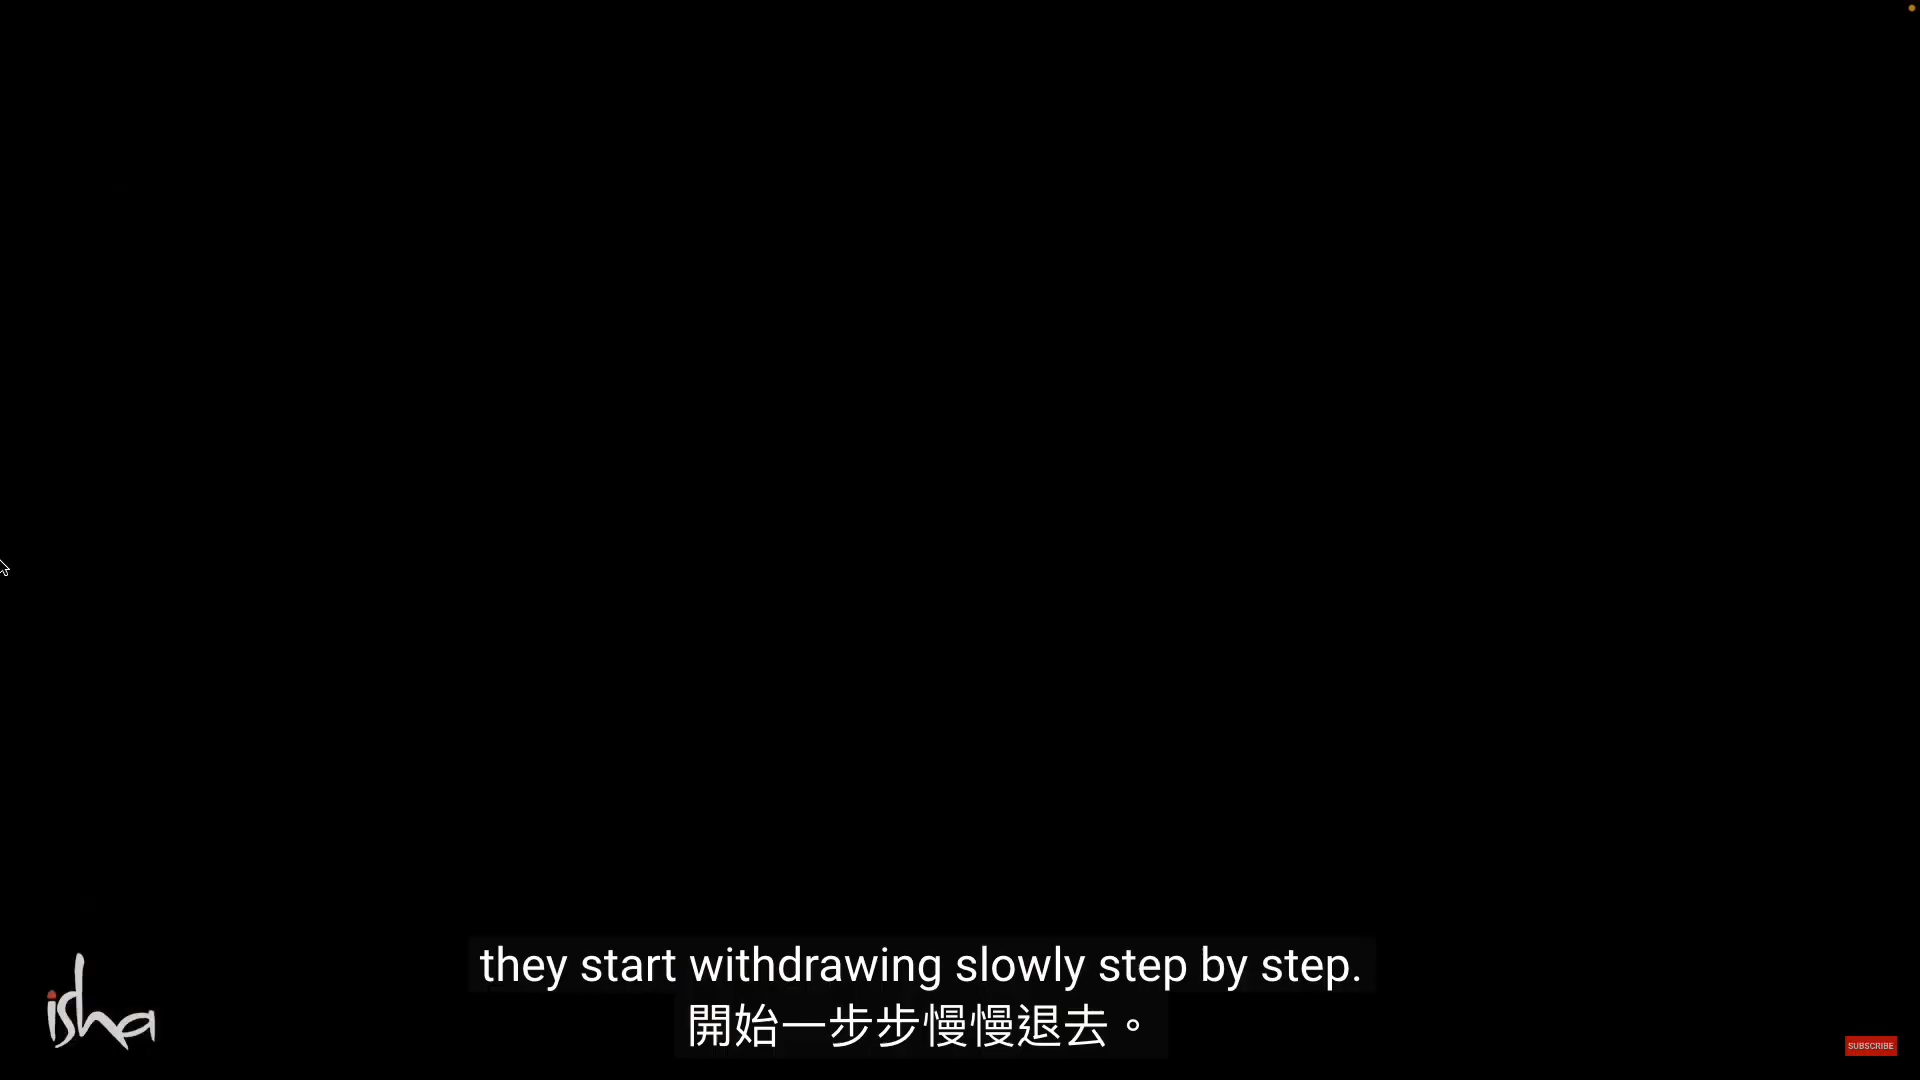 they start withdrawing slowly step by step.
開始一步步慢慢退去。
isha
SUBSCRIBE